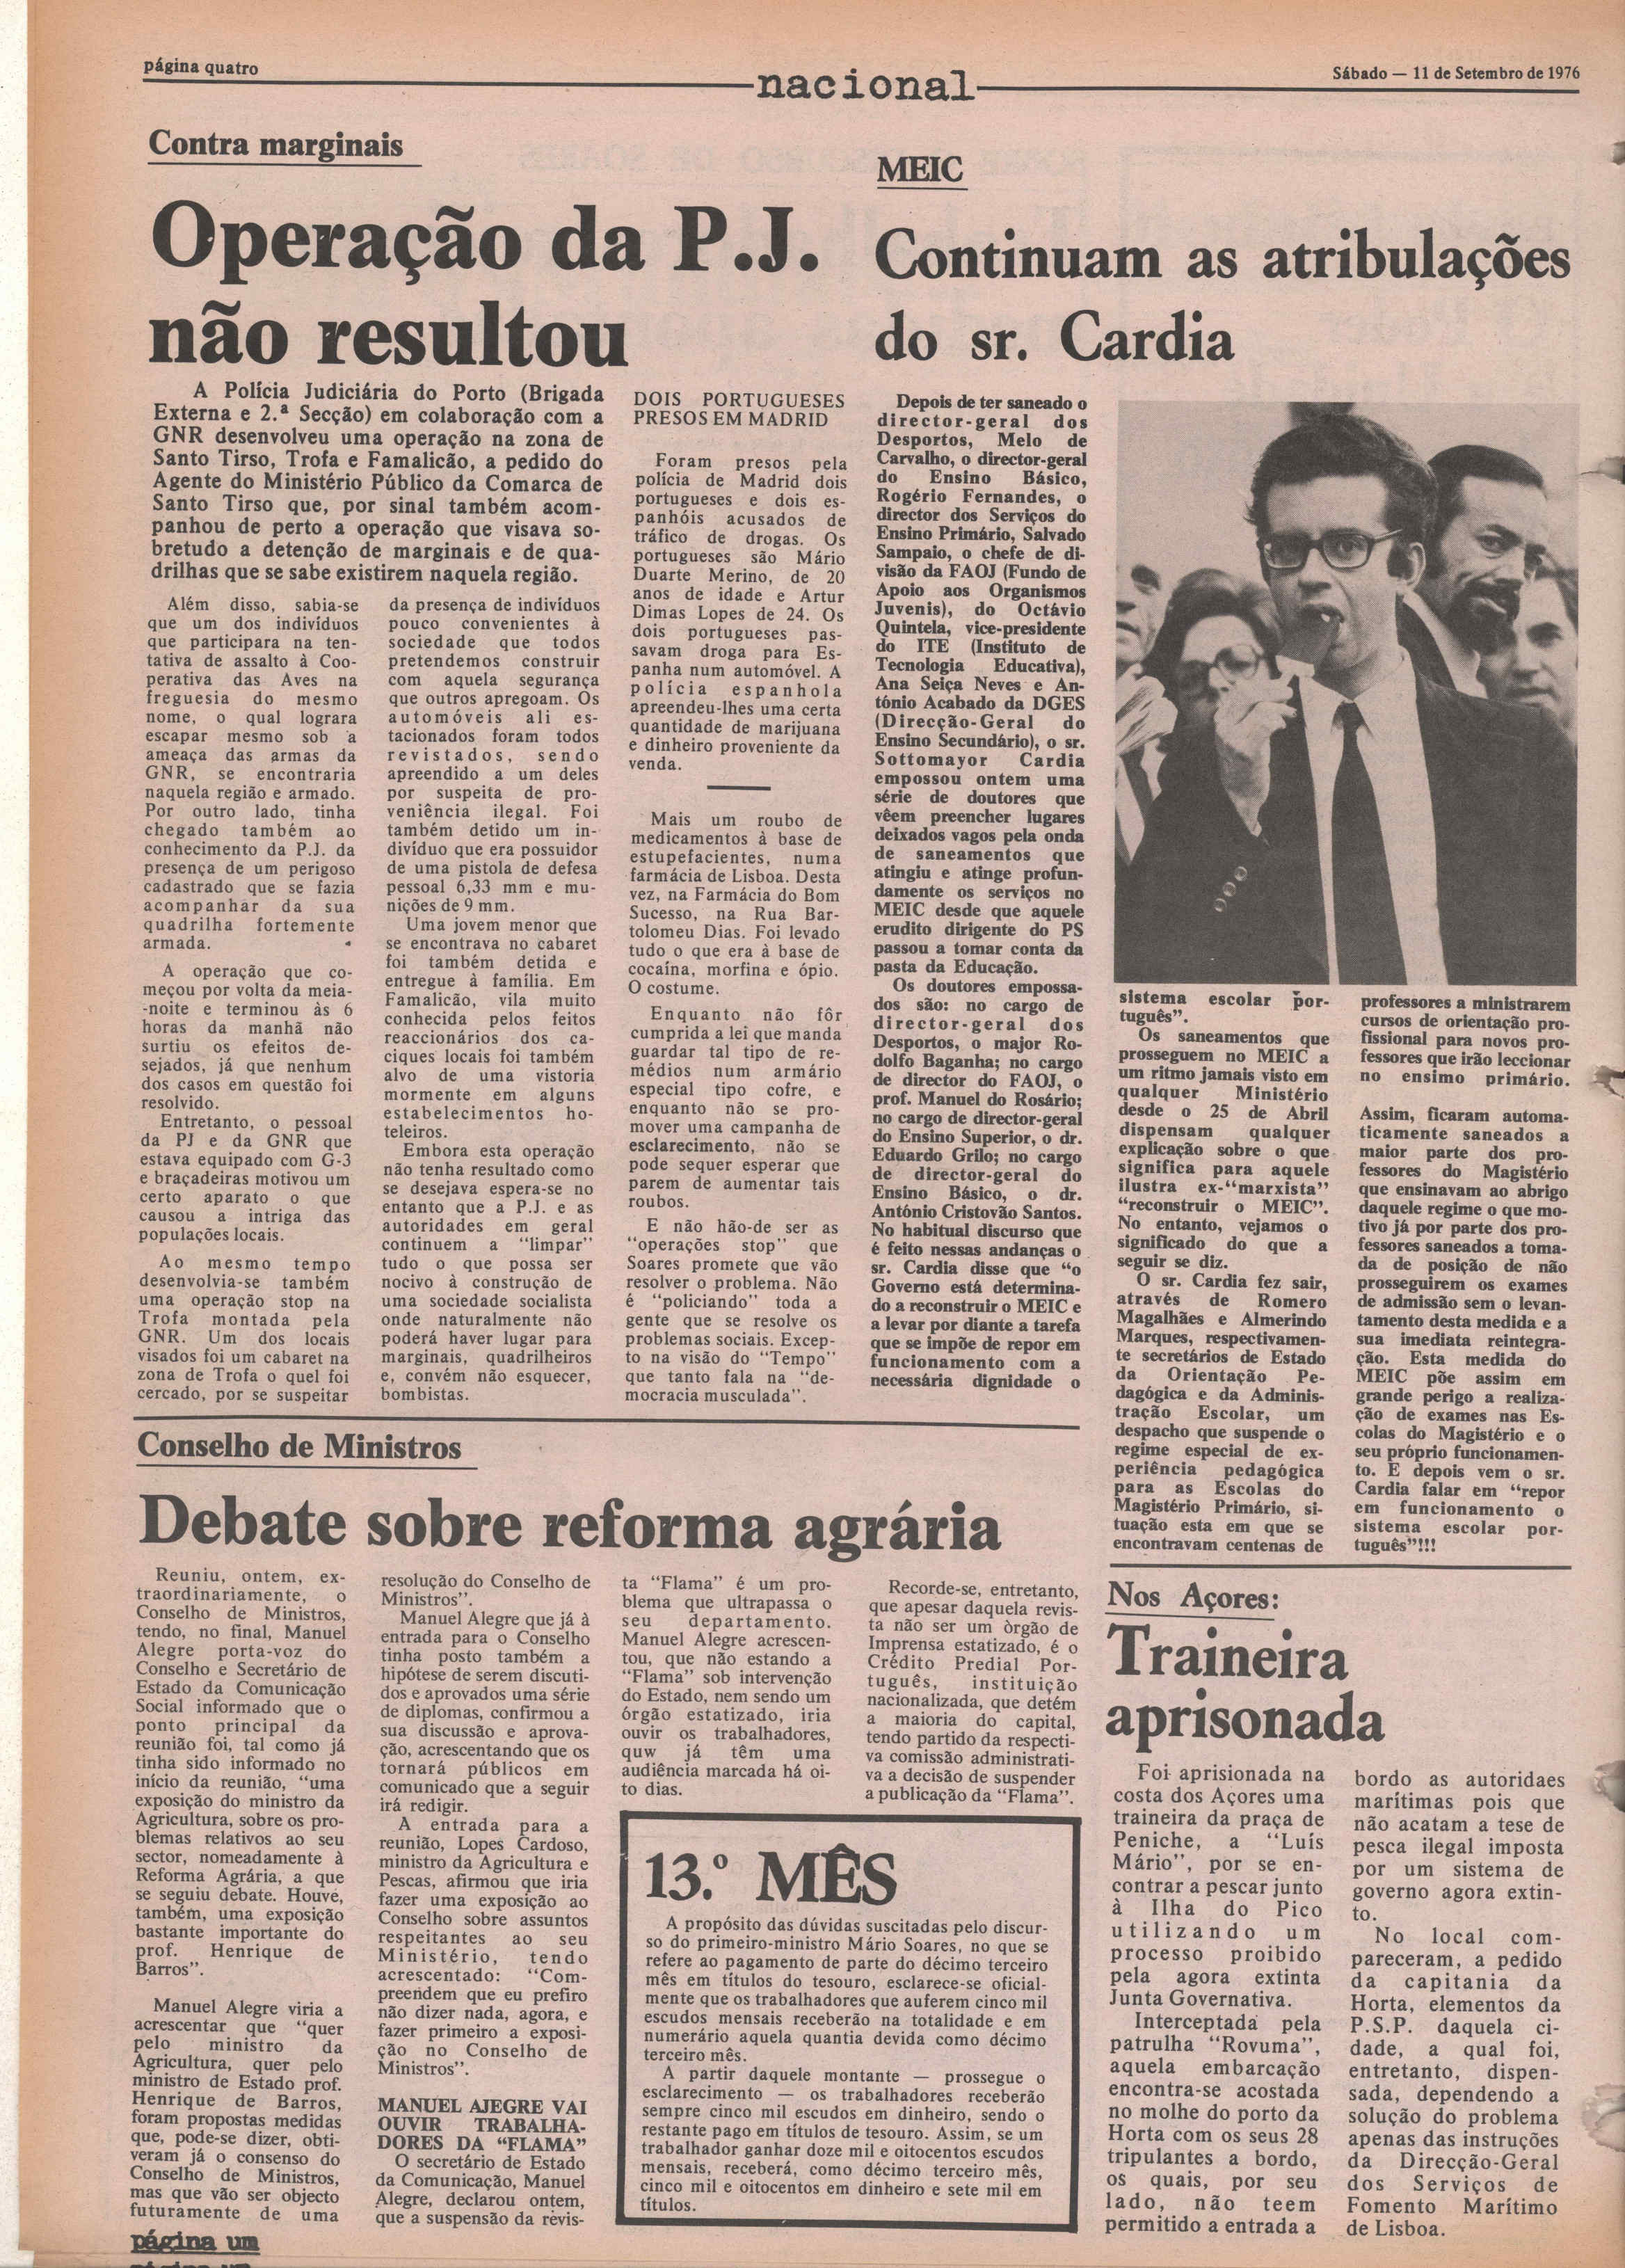 página quatro
nacional
Sábado — 11 de Setembro de 1976
Contra marginais
Operação da P.J.
não resultou
A Polícia Judiciária do Porto (Brigada
Externa e 2.ª Secção) em colaboração com a
GNR desenvolveu uma operação na zona de
Santo Tirso, Trofa e Famalicão, a pedido do
Agente do Ministério Público da Comarca de
Santo Tirso que, por sinal também acom-
panhou de perto a operação que visava so-
bretudo a detenção de marginais e de qua-
drilhas que se sabe existirem naquela região.
Além disso, sabia-se
que um dos indivíduos
que participara na ten-
tativa de assalto à Coo-
perativa das Aves na
freguesia do mesmo
nome, o qual lograra
escapar mesmo sob a
ameaça das armas da
GNR, se encontraria
naquela região e armado.
Por outro lado, tinha
chegado também ao
conhecimento da P.J. da
presença de um perigoso
cadastrado que se fazia
acompanhar da sua
quadrilha fortemente
armada.
A operação que co-
meçou por volta da meia-
-noite e terminou às 6
horas da manhã não
surtiu os efeitos de-
sejados, já que nenhum
dos casos em questão foi
resolvido.
Entretanto, o pessoal
da PJ e da GNR que
estava equipado com G-3
e braçadeiras motivou um
certo aparato o que
causou a intriga das
populações locais.
Ao mesmo tempo
desenvolvia-se também
uma operação stop na
Trofa montada pela
GNR. Um dos locais
visados foi um cabaret na
zona de Trofa o quel foi
cercado, por se suspeitar
da presença de indivíduos
pouco convenientes à
sociedade que todos
pretendemos construir
com aquela segurança
que outros apregoam. Os
automóveis ali es-
tacionados foram todos
revistados, sendo
apreendido a um deles
por suspeita de pro-
veniência ilegal. Foi
também detido um in-
divíduo que era possuidor
de uma pistola de defesa
pessoal 6,33 mm e mu-
nições de 9 mm.
Uma jovem menor que
se encontrava no cabaret
foi também detida e
entregue à família. Em
Famalicão, vila muito
conhecida pelos feitos
reaccionários dos ca-
ciques locais foi também
alvo de uma vistoria
mormente em alguns
estabelecimentos ho-
teleiros.
Embora esta operação
não tenha resultado como
se desejava espera-se no
entanto que a P.J. e as
autoridades em geral
continuem a “limpar”
tudo o que possa ser
nocivo à construção de
uma sociedade socialista
onde naturalmente não
poderá haver lugar para
marginais, quadrilheiros
e, convém não esquecer,
bombistas.
DOIS PORTUGUESES
PRESOS EM MADRID
Foram presos pela
polícia de Madrid dois
portugueses e dois es-
panhóis acusados de
tráfico de drogas. Os
portugueses são Mário
Duarte Merino, de 20
anos de idade e Artur
Dimas Lopes de 24. Os
dois portugueses pas-
savam droga para Es-
panha num automóvel. A
polícia espanhola
apreendeu-lhes uma certa
quantidade de marijuana
e dinheiro proveniente da
venda.
Mais um roubo de
medicamentos à base de
estupefacientes, numa
farmácia de Lisboa. Desta
vez, na Farmácia do Bom
Sucesso, na Rua Bar-
tolomeu Dias. Foi levado
tudo o que era à base de
cocaína, morfina e ópio.
O costume.
Enquanto não fôr
cumprida a lei que manda
guardar tal tipo de re-
médios num armário
especial tipo cofre, e
enquanto não se pro-
mover uma campanha de
esclarecimento, não se
pode sequer esperar que
parem de aumentar tais
roubos.
E não hão-de ser as
“operações stop” que
Soares promete que vão
resolver o problema. Não
é “policiando” toda a
gente que se resolve os
problemas sociais. Excep-
to na visão do “Tempo”
que tanto fala na “de-
mocracia musculada”.
MEIC
Continuam as atribulações
do sr. Cardia
Depois de ter saneado o
director-geral dos
Desportos, Melo de
Carvalho, o director-geral
do Ensino Básico,
Rogério Fernandes, o
director dos Serviços do
Ensino Primário, Salvado
Sampaio, o chefe de di-
visão da FAOJ (Fundo de
Apoio aos Organismos
Juvenis), do Octávio
Quintela, vice-presidente
do ITE (Instituto de
Tecnologia Educativa),
Ana Seiça Neves e An-
tónio Acabado da DGES
(Direcção-Geral do
Ensino Secundário), o sr.
Sottomayor Cardia
empossou ontem uma
série de doutores que
vêem preencher lugares
deixados vagos pela onda
de saneamentos que
atingiu e atinge profun-
damente os serviços no
MEIC desde que aquele
erudito dirigente do PS
passou a tomar conta da
pasta da Educação.
Os doutores empossa-
dos são: no cargo de
director-geral dos
Desportos, o major Ro-
dolfo Baganha; no cargo
de director do FAOJ, o
prof. Manuel do Rosário;
no cargo de director-geral
do Ensino Superior, o dr.
Eduardo Grilo; no cargo
de director-geral do
Ensino Básico, o dr.
António Cristovão Santos.
No habitual discurso que
é feito nessas andanças o
sr. Cardia disse que “o
Governo está determina-
do a reconstruir o MEIC e
a levar por diante a tarefa
que se impõe de repor em
funcionamento com a
necessária dignidade o
sistema escolar por-
tuguês”.
Os saneamentos que
prosseguem no MEIC a
um ritmo jamais visto em
qualquer Ministério
desde o 25 de Abril
dispensam qualquer
explicação sobre o que
significa para aquele
ilustra ex-“marxista”
“reconstruir o MEIC”.
No entanto, vejamos o
significado do que a
seguir se diz.
O sr. Cardia fez sair,
através de Romero
Magalhães e Almerindo
Marques, respectivamen-
te secretários de Estado
da Orientação Pe-
dagógica e da Adminis-
tração Escolar, um
despacho que suspende o
regime especial de ex-
periência pedagógica
para as Escolas do
Magistério Primário, si-
tuação esta em que se
encontravam centenas de
professores a ministrarem
cursos de orientação pro-
fissional para novos pro-
fessores que irão leccionar
no ensimo primário.
Assim, ficaram automa-
ticamente saneados a
maior parte dos pro-
fessores do Magistério
que ensinavam ao abrigo
daquele regime o que mo-
tivo já por parte dos pro-
fessores saneados a toma-
da de posição de não
prosseguirem os exames
de admissão sem o levan-
tamento desta medida e a
sua imediata reintegra-
ção. Esta medida do
MEIC põe assim em
grande perigo a realiza-
ção de exames nas Es-
colas do Magistério e o
seu próprio funcionamen-
to. E depois vem o sr.
Cardia falar em “repor
em funcionamento o
sistema escolar por-
tuguês”!!!
Conselho de Ministros
Debate sobre reforma agrária
Reuniu, ontem, ex-
traordinariamente, o
Conselho de Ministros,
tendo, no final, Manuel
Alegre porta-voz do
Conselho e Secretário de
Estado da Comunicação
Social informado que o
ponto principal da
reunião foi, tal como já
tinha sido informado no
início da reunião, “uma
exposição do ministro da
Agricultura, sobre os pro-
blemas relativos ao seu
sector, nomeadamente à
Reforma Agrária, a que
se seguiu debate. Houve,
também, uma exposição
bastante importante do
prof. Henrique de
Barros”.
Manuel Alegre viria a
acrescentar que “quer
pelo ministro da
Agricultura, quer pelo
ministro de Estado prof.
Henrique de Barros,
foram propostas medidas
que, pode-se dizer, obti-
veram já o consenso do
Conselho de Ministros,
mas que vão ser objecto
futuramente de uma
resolução do Conselho de
Ministros”.
Manuel Alegre que já à
entrada para o Conselho
tinha posto também a
hipótese de serem discuti-
dos e aprovados uma série
de diplomas, confirmou a
sua discussão e aprova-
ção, acrescentando que os
tornará públicos em
comunicado que a seguir
irá redigir.
A entrada para a
reunião, Lopes Cardoso,
ministro da Agricultura e
Pescas, afirmou que iria
fazer uma exposição ao
Conselho sobre assuntos
respeitantes ao seu
Ministério, tendo
acrescentado: “Com-
preendem que eu prefiro
não dizer nada, agora, e
fazer primeiro a exposi-
ção no Conselho de
Ministros”.
MANUEL AJEGRE VAI
OUVIR TRABALHA-
DORES DA “FLAMA”
O secretário de Estado
da Comunicação, Manuel
Alegre, declarou ontem,
que a suspensão da revis-
ta “Flama” é um pro-
blema que ultrapassa o
seu departamento.
Manuel Alegre acrescen-
tou, que não estando a
“Flama” sob intervenção
do Estado, nem sendo um
órgão estatizado, iria
ouvir os trabalhadores,
quw já têm uma
audiência marcada há oi-
to dias.
Recorde-se, entretanto,
que apesar daquela revis-
ta não ser um òrgão de
Imprensa estatizado, é o
Crédito Predial Por-
tuguês, instituição
nacionalizada, que detém
a maioria do capital,
tendo partido da respecti-
va comissão administrati-
va a decisão de suspender
a publicação da “Flama”.
13.º MÊS
A propósito das dúvidas suscitadas pelo discur-
so do primeiro-ministro Mário Soares, no que se
refere ao pagamento de parte do décimo terceiro
mês em títulos do tesouro, esclarece-se oficial-
mente que os trabalhadores que auferem cinco mil
escudos mensais receberão na totalidade e em
numerário aquela quantia devida como décimo
terceiro mês.
A partir daquele montante — prossegue o
esclarecimento — os trabalhadores receberão
sempre cinco mil escudos em dinheiro, sendo o
restante pago em títulos de tesouro. Assim, se um
trabalhador ganhar doze mil e oitocentos escudos
mensais, receberá, como décimo terceiro mês,
cinco mil e oitocentos em dinheiro e sete mil em
títulos.
Nos Açores:
Traineira
aprisonada
Foi aprisionada na
costa dos Açores uma
traineira da praça de
Peniche, a “Luís
Mário”, por se en-
contrar a pescar junto
à Ilha do Pico
utilizando um
processo proibido
pela agora extinta
Junta Governativa.
Interceptada pela
patrulha “Rovuma”,
aquela embarcação
encontra-se acostada
no molhe do porto da
Horta com os seus 28
tripulantes a bordo,
os quais, por seu
lado, não teem
permitido a entrada a
bordo as autoridaes
marítimas pois que
não acatam a tese de
pesca ilegal imposta
por um sistema de
governo agora extin-
to.
No local com-
pareceram, a pedido
da capitania da
Horta, elementos da
P.S.P. daquela ci-
dade, a qual foi,
entretanto, dispen-
sada, dependendo a
solução do problema
apenas das instruções
da Direcção-Geral
dos Serviços de
Fomento Marítimo
de Lisboa.
página um
página um